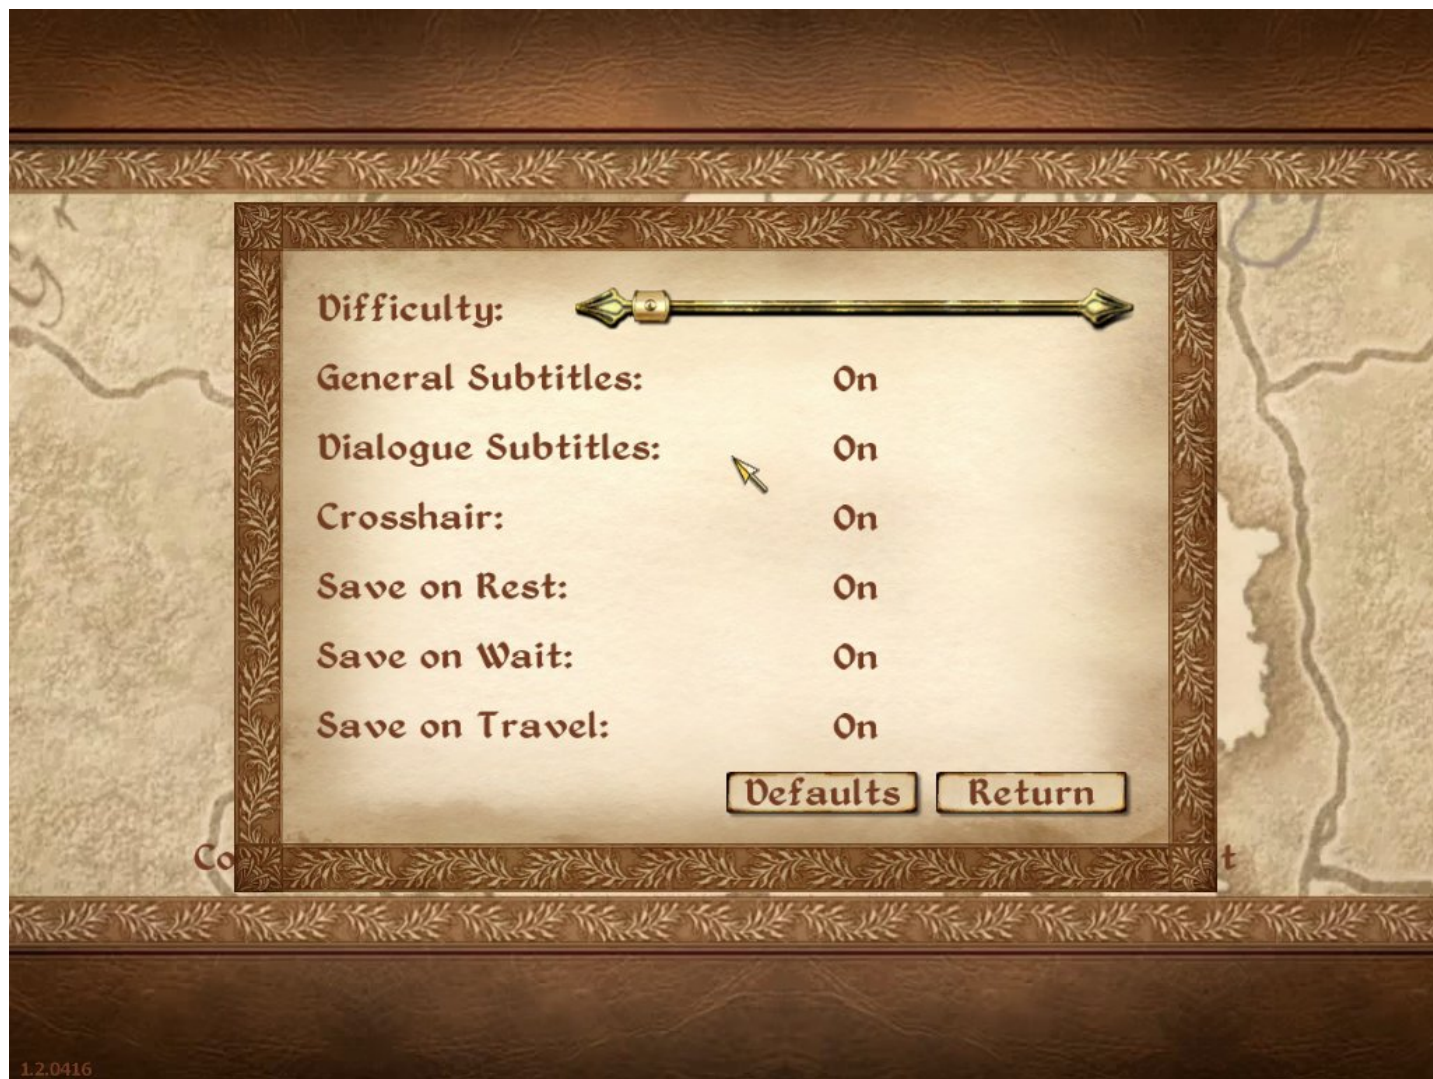 Difficulty:
General Subtitles: On
Dialogue Subtitles: On
Crosshair: On
Save on Rest: On
Save on Wait: On
Save on Travel: On
Defaults Return
Co t
1.2.0416